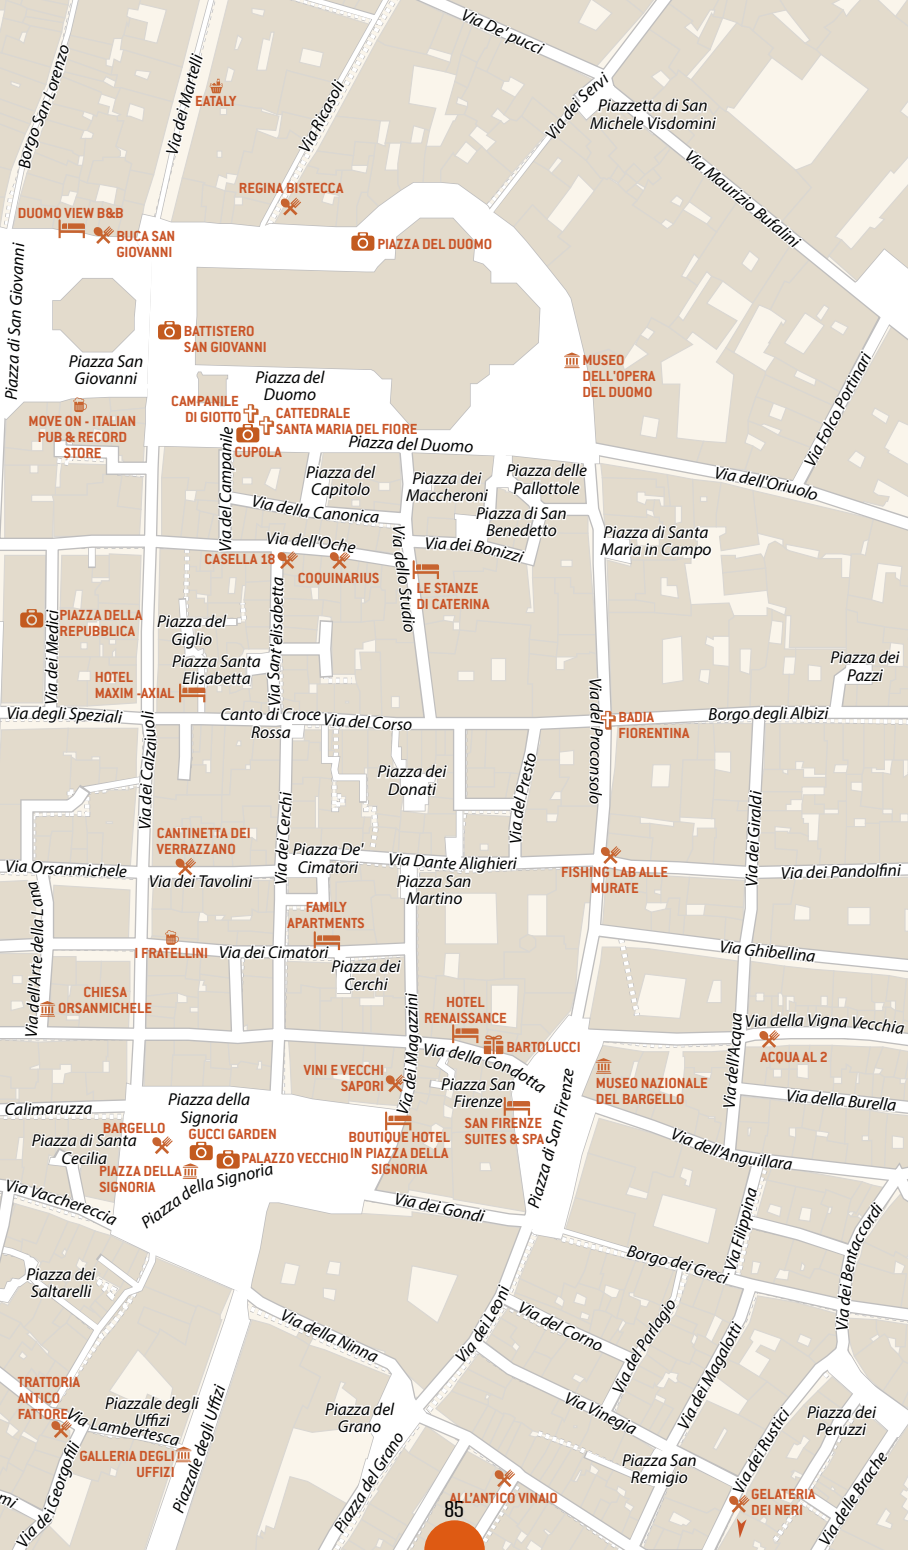 Via De' pucci
Borgo San Lorenzo
Via dei Martelli
EATALY
Via Ricasoli
Via dei Servi
Piazzetta di San
Michele Visdomini
Via Maurizio Bufalini
REGINA BISTECCA
DUOMO VIEW B&B
BUCA SAN
GIOVANNI
PIAZZA DEL DUOMO
Piazza di San Giovanni
BATTISTERO
SAN GIOVANNI
Piazza San
Giovanni
Piazza del
Duomo
MUSEO
DELL'OPERA
DEL DUOMO
Via Folco Portinari
CAMPANILE
DI GIOTTO
CATTEDRALE
SANTA MARIA DEL FIORE
MOVE ON - ITALIAN
PUB & RECORD
STORE
CUPOLA
Piazza del Duomo
Via del Campanile
Piazza del
Capitolo
Piazza dei
Maccheroni
Piazza delle
Pallottole
Via dell'Oriuolo
Via della Canonica
Piazza di San
Benedetto
Piazza di Santa
Maria in Campo
Via dell'Oche
Via dello Studio
Via dei Bonizzi
CASELLA 18
COQUINARIUS
LE STANZE
DI CATERINA
Via Sant'elisabetta
PIAZZA DELLA
REPUBBLICA
Via dei Medici
Piazza del
Giglio
Piazza Santa
Elisabetta
Piazza dei
Pazzi
HOTEL
MAXIM -AXIAL
Via degli Speziali
Canto di Croce
Rossa
Via del Corso
Via del Proconsolo
BADIA
FIORENTINA
Borgo degli Albizi
Via dei Calzaiuoli
Piazza dei
Donati
Via del Presto
Via dei Cerchi
Via dei Giraldi
CANTINETTA DEI
VERRAZZANO
Piazza De'
Cimatori
Via Dante Alighieri
Via Orsanmichele
Via dei Tavolini
Piazza San
Martino
FISHING LAB ALLE
MURATE
Via dei Pandolfini
Via dell'Arte della Lana
FAMILY
APARTMENTS
I FRATELLINI
Via dei Cimatori
Piazza dei
Cerchi
Via Ghibellina
CHIESA
ORSANMICHELE
Via dei Magazzini
HOTEL
RENAISSANCE
BARTOLUCCI
Via dell'Acqua
Via della Vigna Vecchia
ACQUA AL 2
Via della Condotta
VINI E VECCHI
SAPORI
Piazza San
Firenze
MUSEO NAZIONALE
DEL BARGELLO
Via della Burella
Calimaruzza
Piazza della
Signoria
BARGELLO
GUCCI GARDEN
SAN FIRENZE
SUITES & SPA
Piazza di San Firenze
BOUTIQUE HOTEL
IN PIAZZA DELLA
SIGNORIA
Via dell'Anguillara
Piazza di Santa
Cecilia
PALAZZO VECCHIO
PIAZZA DELLA
SIGNORIA
Piazza della Signoria
Via Vacchereccia
Via dei Gondi
Via Filippina
Via dei Bentaccordi
Borgo dei Greci
Piazza dei
Saltarelli
Via dei Leoni
Via del Corno
Via del Parlagio
Via dei Magalotti
Via della Ninna
TRATTORIA
ANTICO
FATTORE
Via Lambertesca
Piazzale degli
Uffizi
Piazzale degli Uffizi
Piazza del
Grano
Piazza del Grano
Via Vinegia
Via dei Rustici
Piazza dei
Peruzzi
GALLERIA DEGLI
UFFIZI
Via dei Georgofili
mi
Piazza San
Remigio
Via delle Brache
ALL'ANTICO VINAIO
GELATERIA
DEI NERI
85